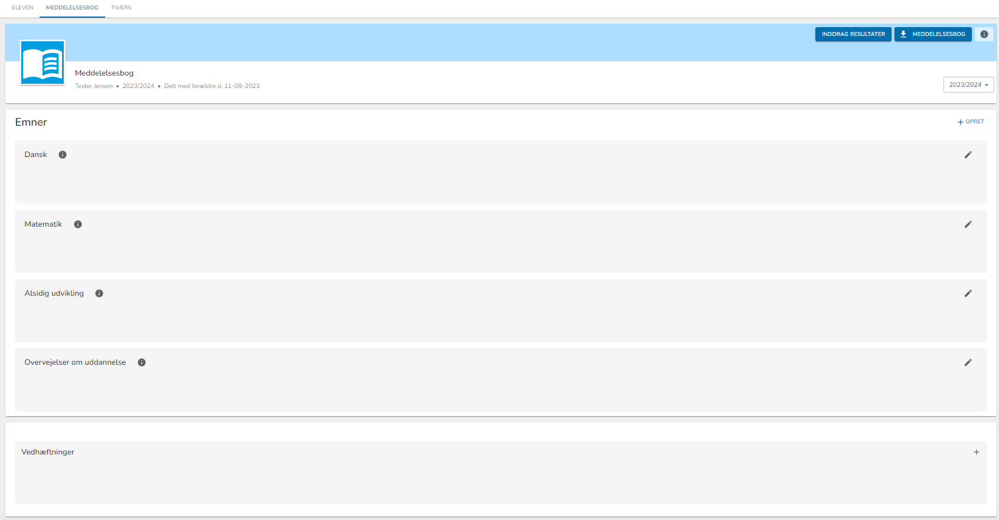 ELEVEN MEDDELELSESBOG TVÆRS
INDDRAG RESULTATER MEDDELELSESBOG
Meddelelsesbog
Tester Jensen • 2023/2024 • Delt med forældre d. 11-08-2023
2023/2024
Emner
OPRET
Dansk
Matematik
Alsidig udvikling
Overvejelser om uddannelse
Vedhæftninger